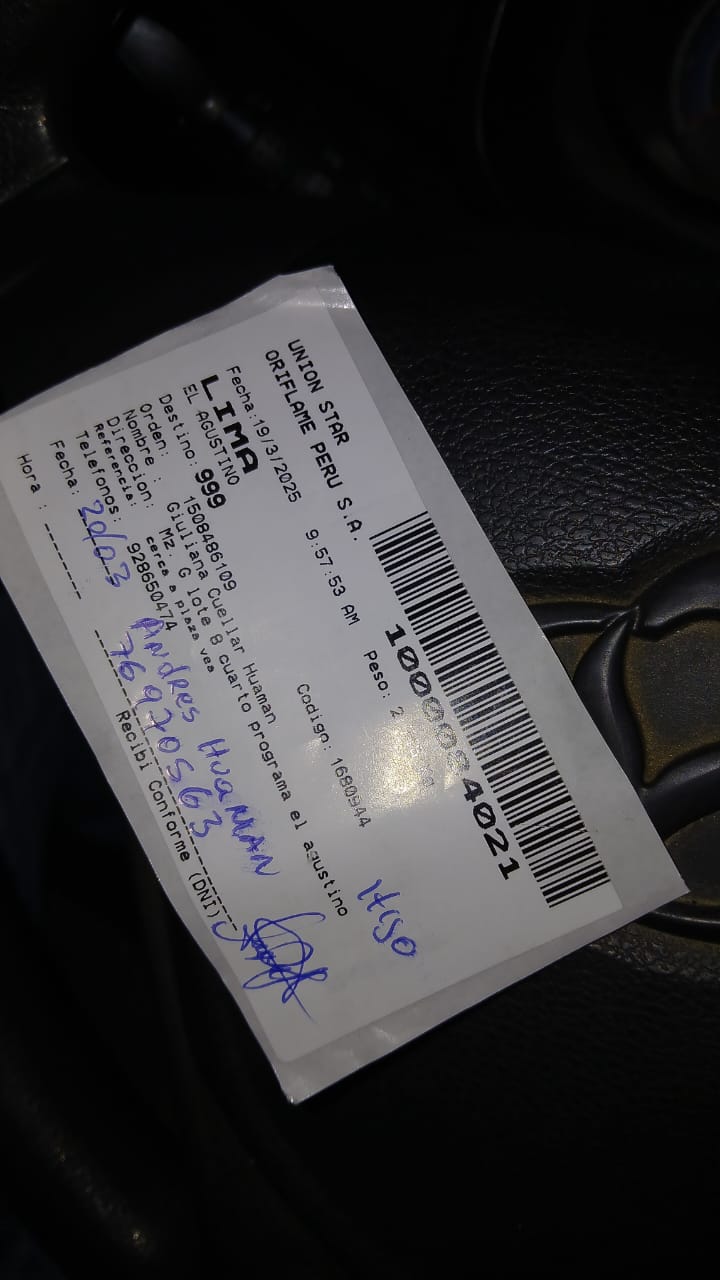 UNION STAR
ORIFLAME PERU S.A.
Fecha:19/3/2025 9:57:53 AM
LIMA
EL AGUSTINO
Peso: 2
Destino: 999
Codigo: 1680944
Orden: 1508486109
Nombre : Giuliana Cuellar Huaman
Direccion: Mz. G lote 8 cuarto programa el agustino
Referencia: cerca a plaza vea
Telefonos: 928650474
Fecha: 20/03
Hora :
1000084021
Andres HuamAN
76970563
Recibi Conforme (DNI)
Hijo